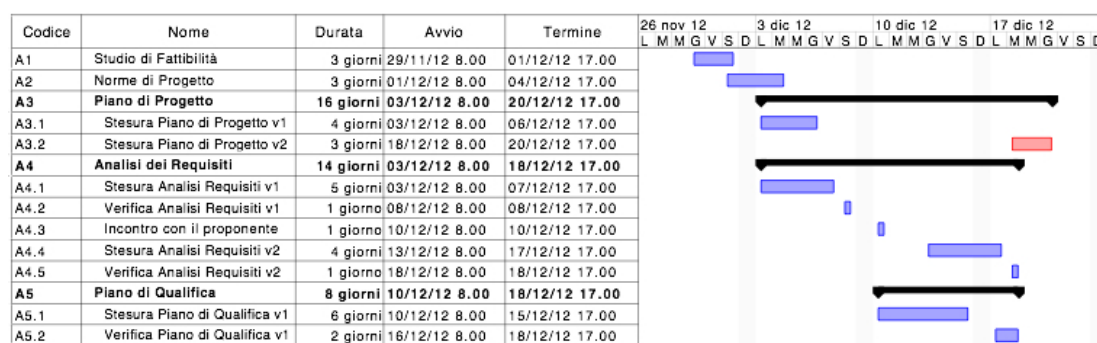 Codice Nome Durata Avvio Termine 26 nov 12 3 dic 12 10 dic 12 17 dic 12
L M M G V S D L M M G V S D L M M G V S D L M M G V S D
A1 Studio di Fattibilità 3 giorni 29/11/12 8.00 01/12/12 17.00
A2 Norme di Progetto 3 giorni 01/12/12 8.00 04/12/12 17.00
A3 Piano di Progetto 16 giorni 03/12/12 8.00 20/12/12 17.00
A3.1 Stesura Piano di Progetto v1 4 giorni 03/12/12 8.00 06/12/12 17.00
A3.2 Stesura Piano di Progetto v2 3 giorni 18/12/12 8.00 20/12/12 17.00
A4 Analisi dei Requisiti 14 giorni 03/12/12 8.00 18/12/12 17.00
A4.1 Stesura Analisi Requisiti v1 5 giorni 03/12/12 8.00 07/12/12 17.00
A4.2 Verifica Analisi Requisiti v1 1 giorno 08/12/12 8.00 08/12/12 17.00
A4.3 Incontro con il proponente 1 giorno 10/12/12 8.00 10/12/12 17.00
A4.4 Stesura Analisi Requisiti v2 4 giorni 13/12/12 8.00 17/12/12 17.00
A4.5 Verifica Analisi Requisiti v2 1 giorno 18/12/12 8.00 18/12/12 17.00
A5 Piano di Qualifica 8 giorni 10/12/12 8.00 18/12/12 17.00
A5.1 Stesura Piano di Qualifica v1 6 giorni 10/12/12 8.00 15/12/12 17.00
A5.2 Verifica Piano di Qualifica v1 2 giorni 16/12/12 8.00 18/12/12 17.00